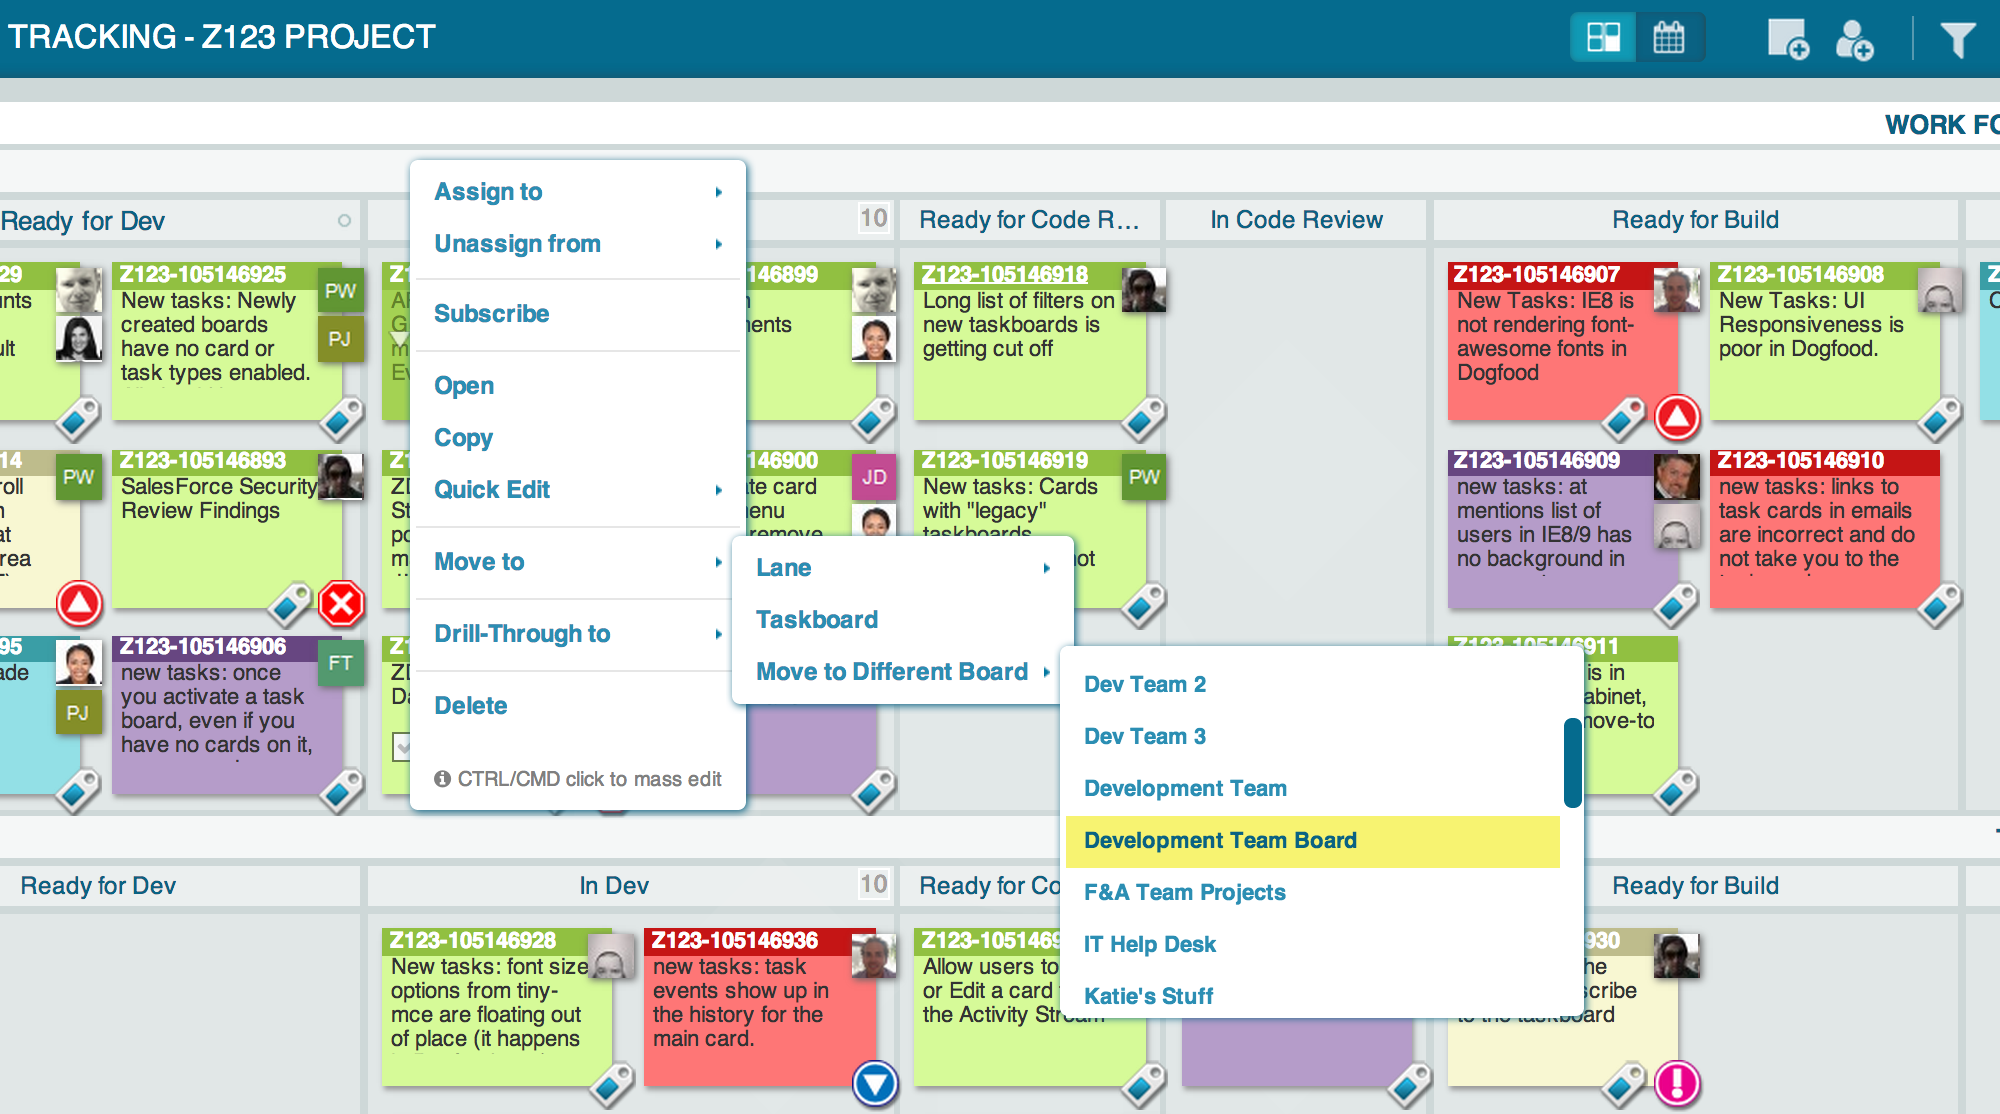 TRACKING - Z123 PROJECT
WORK FO
Ready for Dev
10
Ready for Code R...
In Code Review
Ready for Build
29
ult
Z123-105146925
New tasks: Newly
created boards
have no card or
task types enabled.
PW
PJ
146899
Z123-105146918
Long list of filters on
new taskboards is
getting cut off
Z123-105146907
New Tasks: IE8 is
not rendering font-
awesome fonts in
Dogfood
Z123-105146908
New Tasks: UI
Responsiveness is
poor in Dogfood.
14
PW
Z123-105146893
SalesForce Security
Review Findings
146900
te card
enu
remove
JD
Z123-105146919
New tasks: Cards
with "legacy"
taskboards
PW
Z123-105146909
new tasks: at
mentions list of
users in IE8/9 has
no background in
Z123-105146910
new tasks: links to
task cards in emails
are incorrect and do
not take you to the
95
ade
PJ
Z123-105146906
new tasks: once
you activate a task
board, even if you
have no cards on it,
FT
911
is in
abinet,
move-to
Assign to
Unassign from
Subscribe
Open
Copy
Quick Edit
Move to
Drill-Through to
Delete
CTRL/CMD click to mass edit
Lane
Taskboard
Move to Different Board
Dev Team 2
Dev Team 3
Development Team
Development Team Board
F&A Team Projects
IT Help Desk
Katie's Stuff
Ready for Dev
In Dev
10
Ready for Co
Ready for Build
Z123-105146928
New tasks: font size
options from tiny-
mce are floating out
of place (it happens
Z123-105146936
new tasks: task
events show up in
the history for the
main card.
Z123-1051469
Allow users to
or Edit a card
the Activity Stream
930
he
scribe
to the taskboard